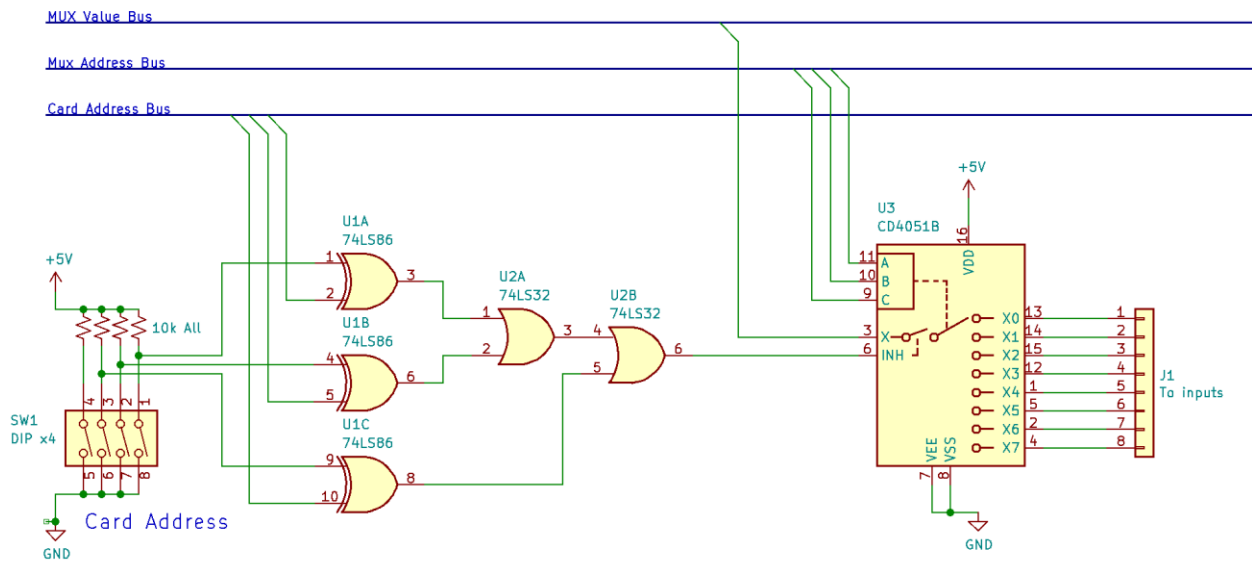 MUX Value Bus
Mux Address Bus
Card Address Bus
+5V
10k All
4 3 2 1
SW1
DIP x4
5 6 7 8
Card Address
GND
U1A
74LS86
1
2
3
U1B
74LS86
4
5
6
U1C
74LS86
9
10
8
U2A
74LS32
1
2
3
U2B
74LS32
4
5
6
+5V
U3
CD4051B
16
VDD
11 A
10 B
9 C
3 X
6 INH
X0 13
X1 14
X2 15
X3 12
X4 1
X5 5
X6 2
X7 4
VEE
VSS
7
8
GND
1
2
3
4
5
6
7
8
J1
To inputs